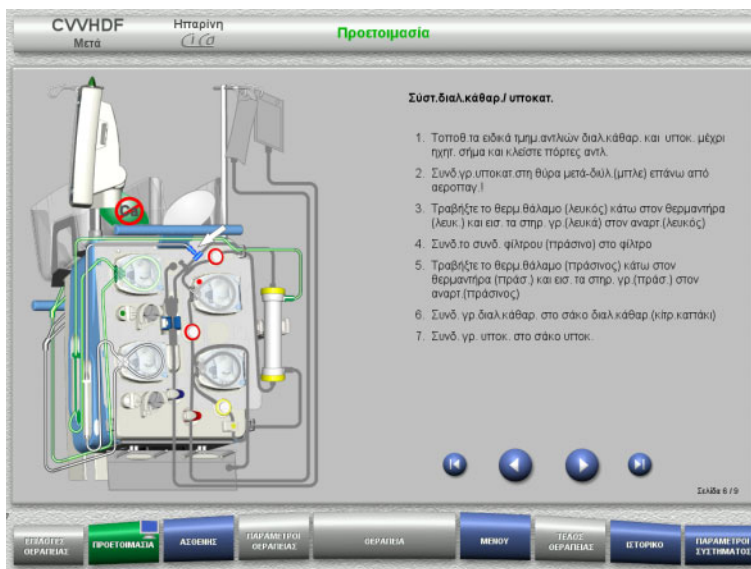 CVVHDF
Μετά
Ηπαρίνη
Cica
Προετοιμασία
Σύστ.διαλ.κάθαρ./ υποκατ.
1. Τοποθ.τα ειδικά τμημ.αντλιών διαλ.κάθαρ. και υποκ. μέχρι
ηχητ. σήμα και κλείστε πόρτες αντλ.
2. Συνδ.γρ.υποκατ.στη θύρα μετά-διύλ.(μπλε) επάνω από
αεροπαγ.!
3. Τραβήξτε το θερμ.θάλαμο (λευκός) κάτω στον θερμαντήρα
(λευκ.) και εισ. τα στηρ. γρ.(λευκά) στον αναρτ.(λευκός)
4. Συνδ.το συνδ. φίλτρου (πράσινο) στο φίλτρο
5. Τραβήξτε το θερμ.θάλαμο (πράσινος) κάτω στον
θερμαντήρα (πράσ.) και εισ. τα στηρ. γρ.(πράσ.) στον
αναρτ.(πράσινος)
6. Συνδ. γρ.διαλ.κάθαρ. στο σάκο διαλ.κάθαρ.(κίτρ.καπάκι)
7. Συνδ. γρ. υποκ. στο σάκο υποκ.
Ca
Σελίδα 6 / 9
ΕΠΙΛΟΓΕΣ
ΘΕΡΑΠΕΙΑΣ
ΠΡΟΕΤΟΙΜΑΣΙΑ
ΑΣΘΕΝΗΣ
ΠΑΡΑΜΕΤΡΟΙ
ΘΕΡΑΠΕΙΑΣ
ΘΕΡΑΠΕΙΑ
ΜΕΝΟΥ
ΤΕΛΟΣ
ΘΕΡΑΠΕΙΑΣ
ΙΣΤΟΡΙΚΟ
ΠΑΡΑΜΕΤΡΟΙ
ΣΥΣΤΗΜΑΤΟΣ